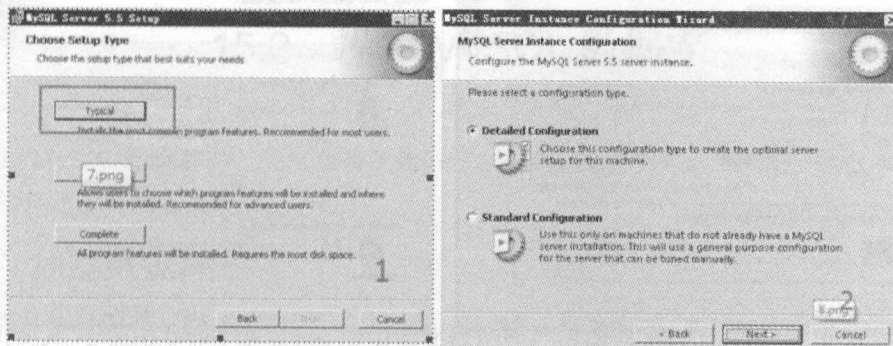 MySQL Server 5.5 Setup
Choose Setup Type
Choose the setup type that best suits your needs
Typical
Installs the most common program features. Recommended for most users.
7.png
Allows users to choose which program features will be installed and where
they will be installed. Recommended for advanced users.
Complete
All program features will be installed. Requires the most disk space.
1
Back
Cancel
MySQL Server Instance Configuration Wizard
MySQL Server Instance Configuration
Configure the MySQL Server 5.5 server instance.
Please select a configuration type.
Detailed Configuration
Choose this configuration type to create the optimal server
setup for this machine.
Standard Configuration
Use this only on machines that do not already have a MySQL
server installation. This will use a general purpose configuration
for the server that can be tuned manually.
2
8.png
< Back
Next >
Cancel